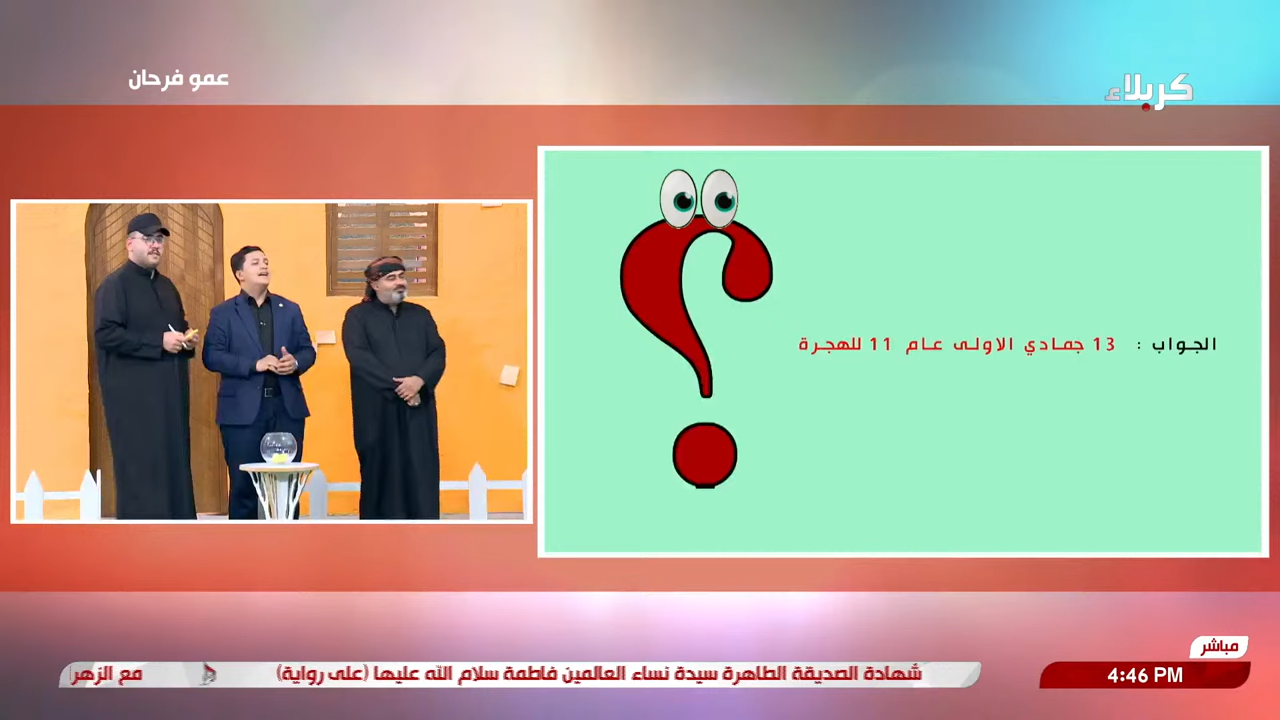 عمو فرحان
كربلاء
الجواب : 13 جمادي الاولى عام 11 للهجرة
مباشر
شهادة الصديقة الطاهرة سيدة نساء العالمين فاطمة سلام الله عليها (على رواية)
مع الزهر
4:46 PM